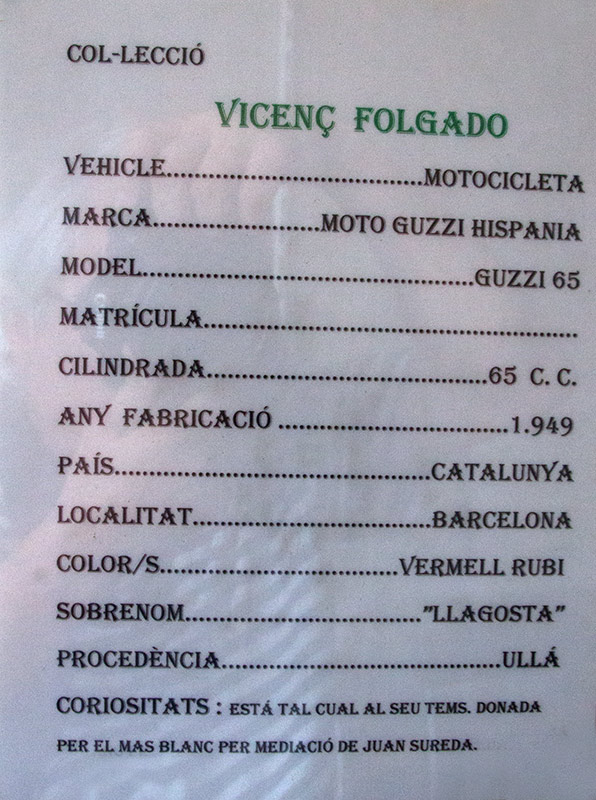 COL-LECCIÓ
VICENÇ FOLGADO
VEHICLE........................................MOTOCICLETA
MARCA..........................MOTO GUZZI HISPANIA
MODEL....................................................GUZZI 65
MATRÍCULA..........................................................
CILINDRADA............................................65 C. C.
ANY FABRICACIÓ ....................................1.949
PAÍS.................................................CATALUNYA
LOCALITAT.....................................BARCELONA
COLOR/S.....................................VERMELL RUBI
SOBRENOM......................................"LLAGOSTA"
PROCEDÈNCIA............................................ULLÁ
CORIOSITATS : ESTÁ TAL CUAL AL SEU TEMS. DONADA
PER EL MAS BLANC PER MEDIACIÓ DE JUAN SUREDA.